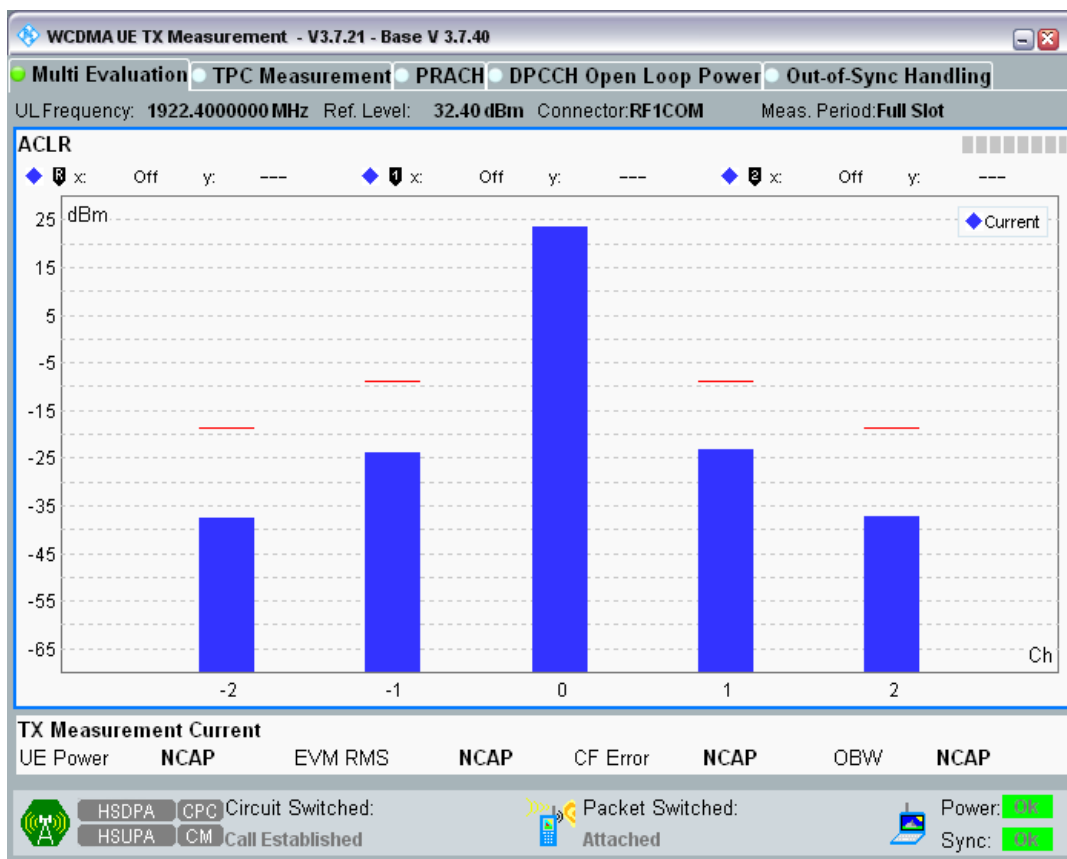 WCDMA UE TX Measurement - V3.7.21 - Base V 3.7.40
Multi Evaluation TPC Measurement PRACH DPCCH Open Loop Power Out-of-Sync Handling
UL Frequency: 1922.4000000 MHz Ref. Level: 32.40 dBm Connector:RF1COM Meas. Period:Full Slot
ACLR
R x: Off y: --- 1 x: Off y: --- 2 x: Off y: ---
dBm
Current
25
15
5
-5
-15
-25
-35
-45
-55
-65
Ch
-2 -1 0 1 2
TX Measurement Current
UE Power NCAP EVM RMS NCAP CF Error NCAP OBW NCAP
HSDPA CPC Circuit Switched: Packet Switched: Power: Ok
HSUPA CM Call Established Attached Sync: Ok